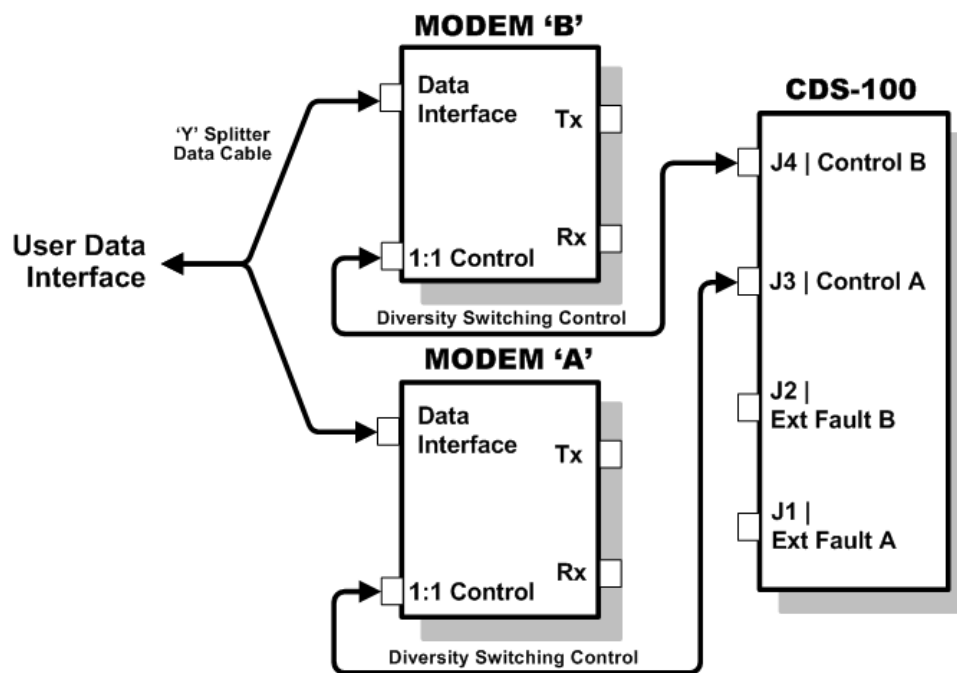 MODEM ‘B’
Data
Interface
Tx
Rx
1:1 Control
‘Y’ Splitter
Data Cable
User Data
Interface
Diversity Switching Control
MODEM ‘A’
Data
Interface
Tx
Rx
1:1 Control
Diversity Switching Control
CDS-100
J4 | Control B
J3 | Control A
J2 |
Ext Fault B
J1 |
Ext Fault A